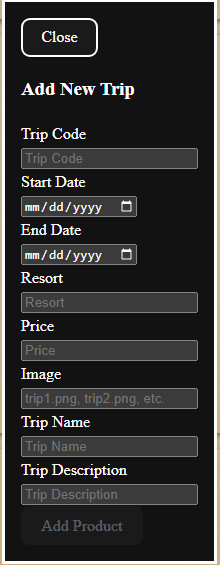 Close
Add New Trip
Trip Code
Trip Code
Start Date
mm/dd/yyyy
End Date
mm/dd/yyyy
Resort
Resort
Price
Price
Image
trip1.png, trip2.png, etc.
Trip Name
Trip Name
Trip Description
Trip Description
Add Product